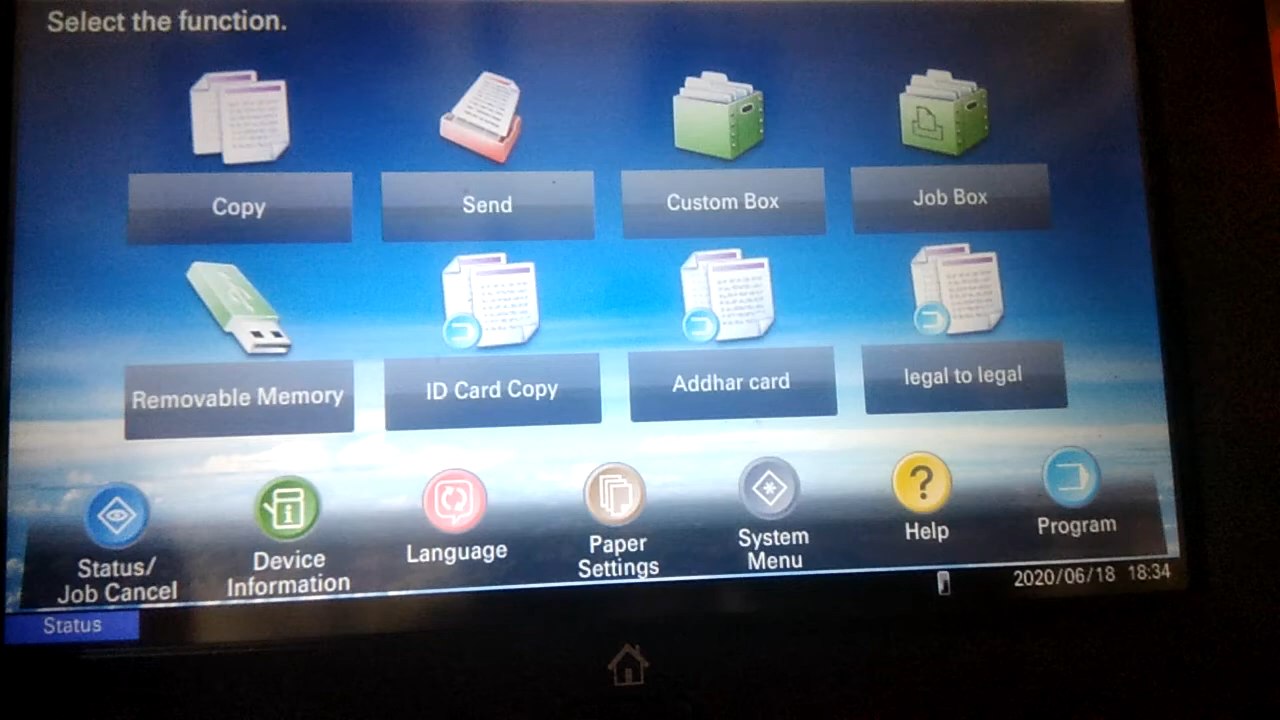 Select the function.
Copy
Send
Custom Box
Job Box
Removable Memory
ID Card Copy
Addhar card
legal to legal
Status/
Job Cancel
Device
Information
Language
Paper
Settings
System
Menu
Help
Program
2020/06/18 18:34
Status